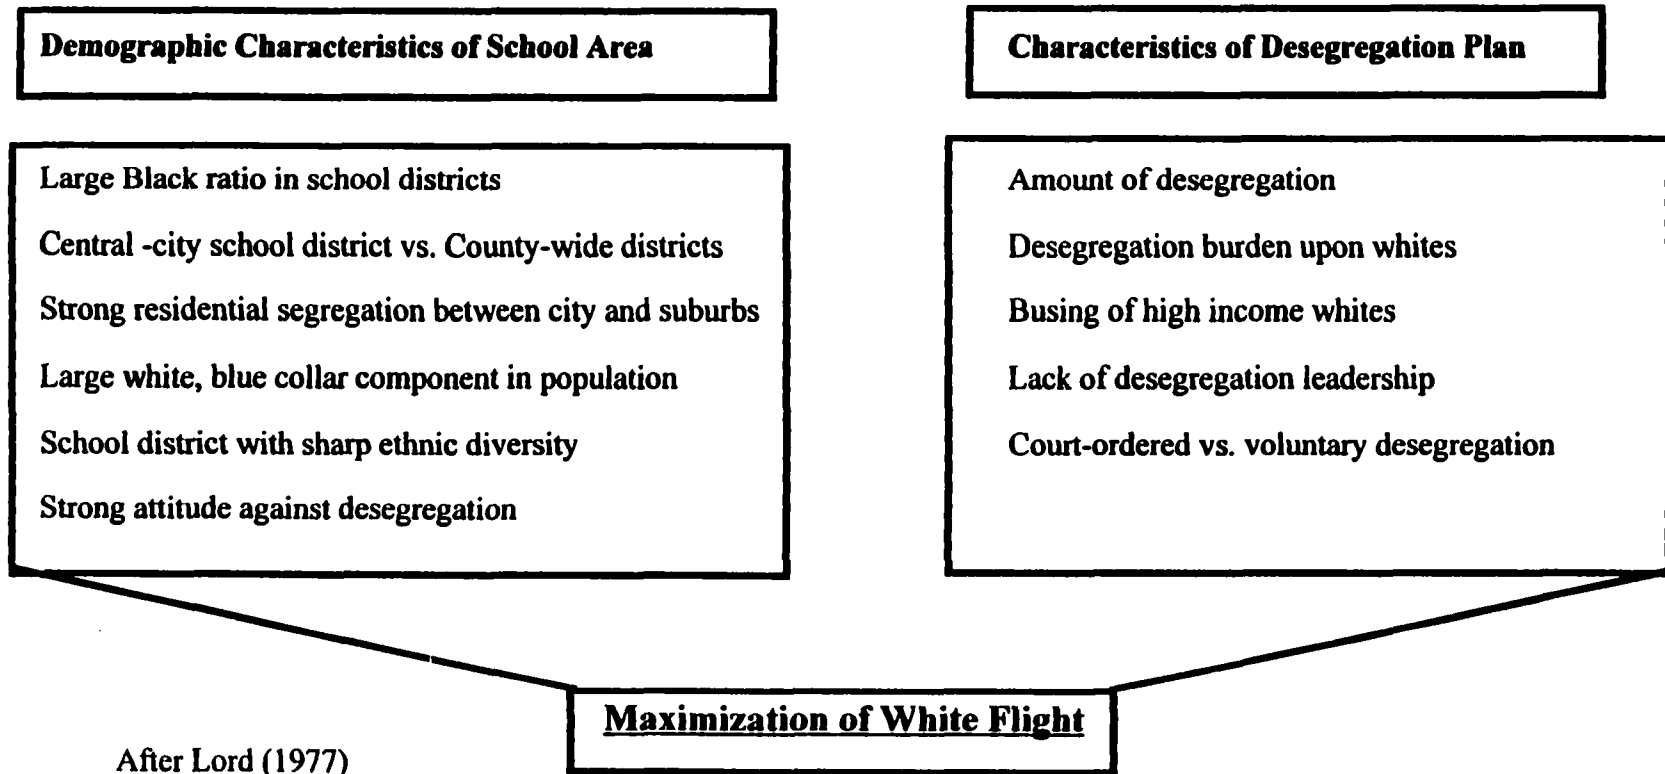 Demographic Characteristics of School Area
Large Black ratio in school districts
Central -city school district vs. County-wide districts
Strong residential segregation between city and suburbs
Large white, blue collar component in population
School district with sharp ethnic diversity
Strong attitude against desegregation
Characteristics of Desegregation Plan
Amount of desegregation
Desegregation burden upon whites
Busing of high income whites
Lack of desegregation leadership
Court-ordered vs. voluntary desegregation
Maximization of White Flight
After Lord (1977)